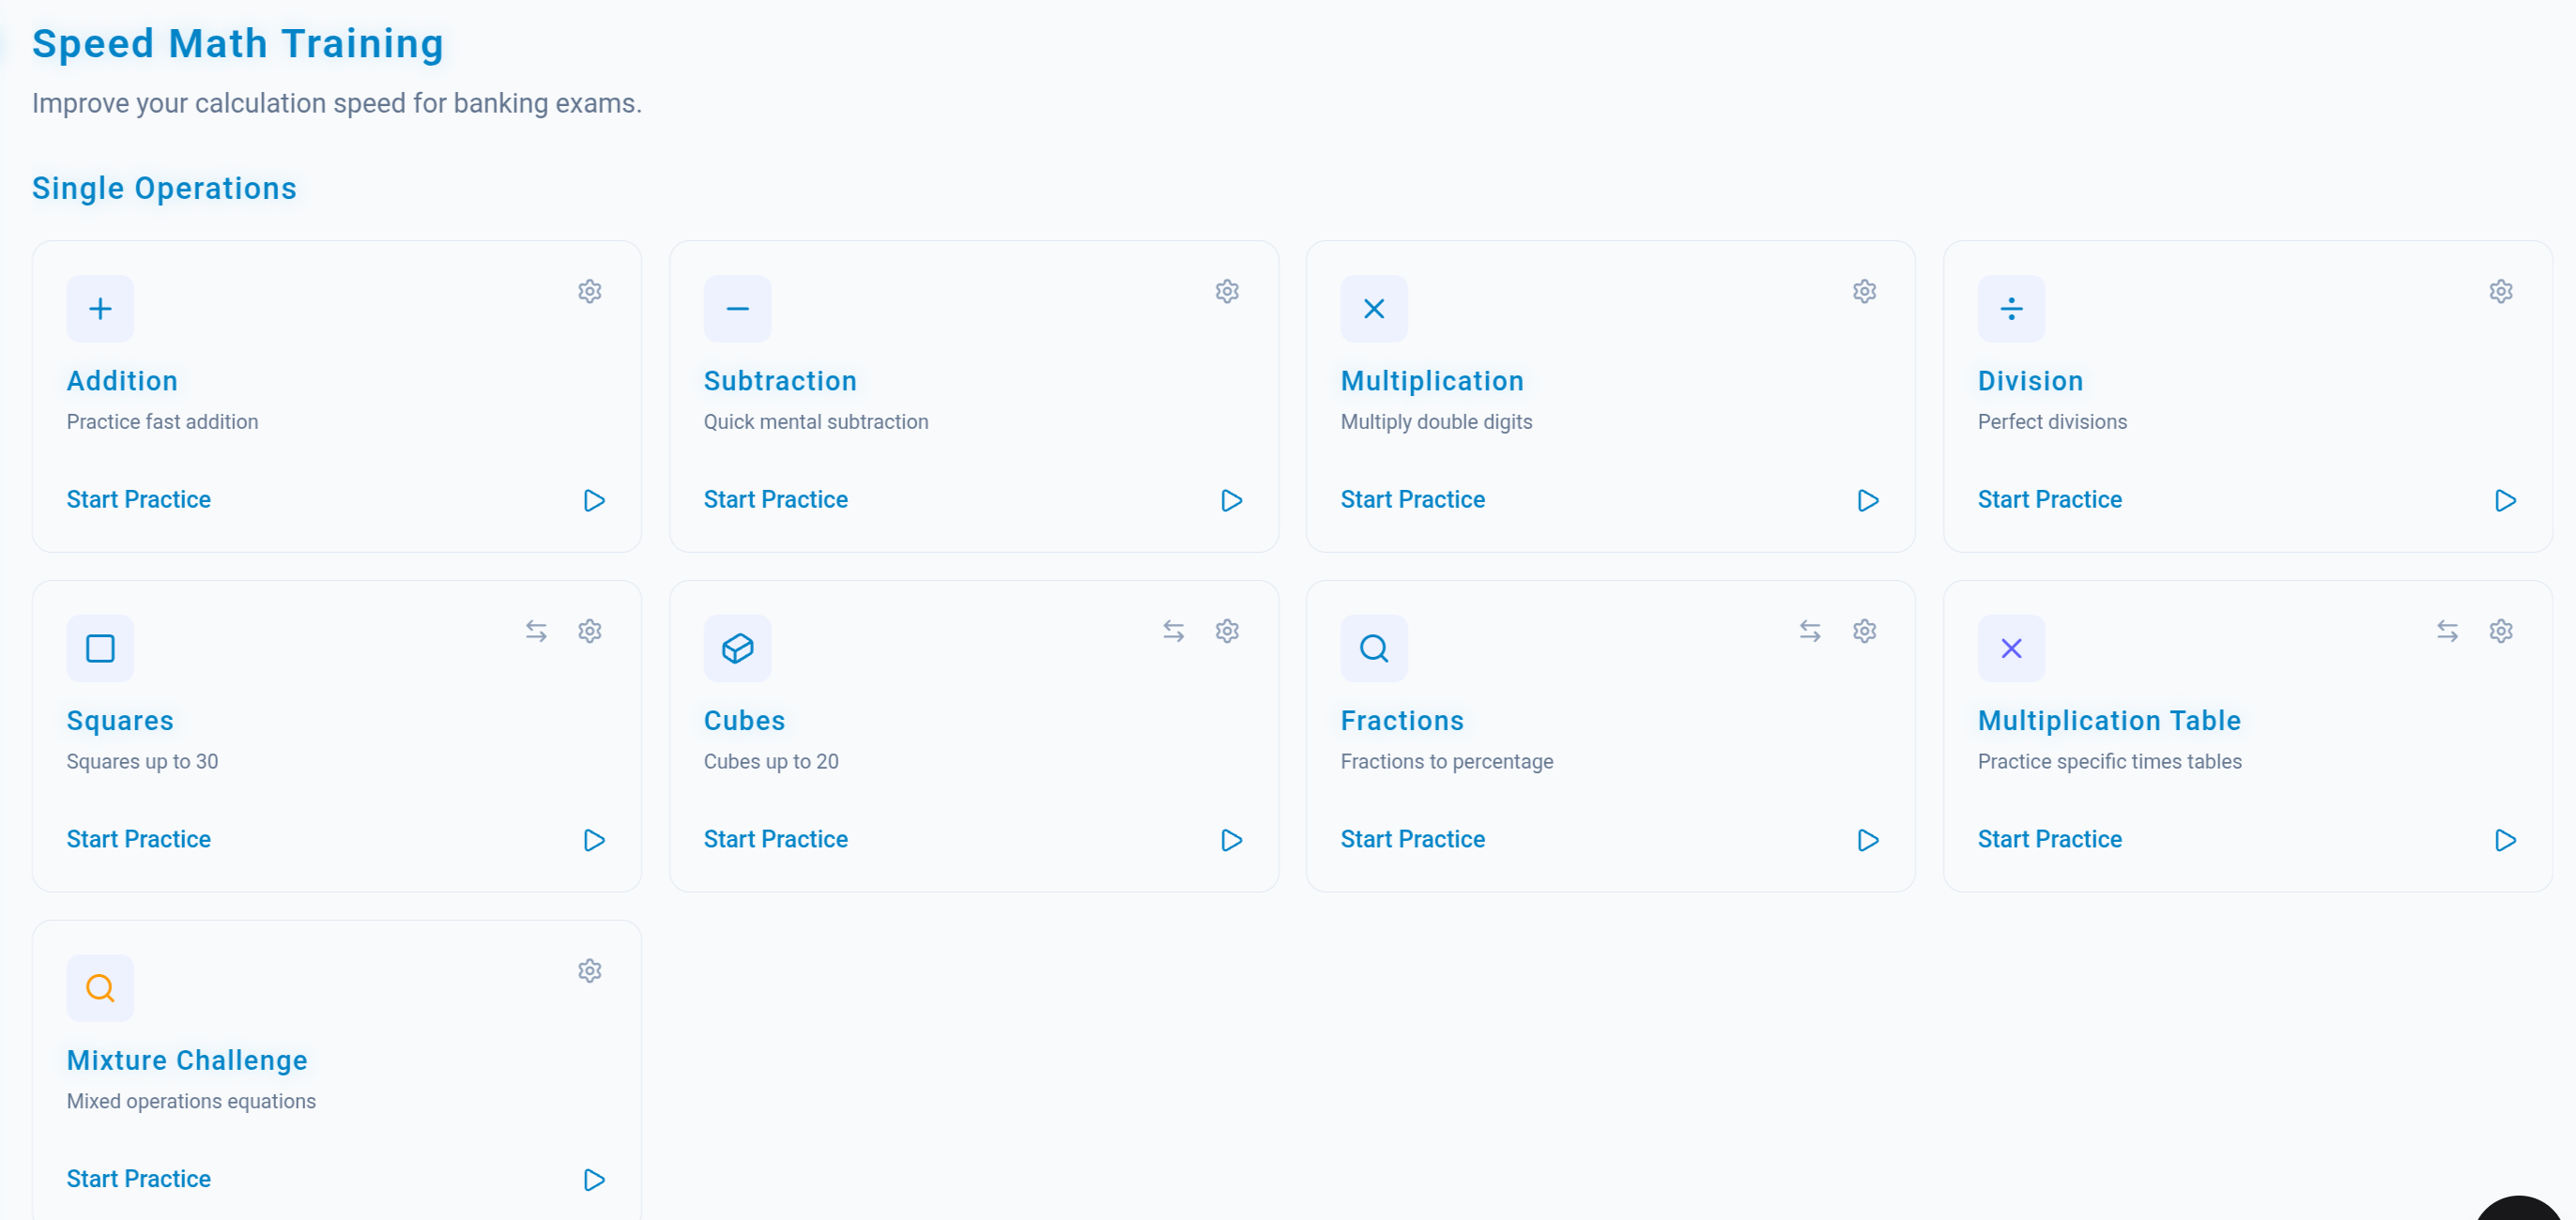 Speed Math Training
Improve your calculation speed for banking exams.
Single Operations
Addition
Practice fast addition
Start Practice
Subtraction
Quick mental subtraction
Start Practice
Multiplication
Multiply double digits
Start Practice
Division
Perfect divisions
Start Practice
Squares
Squares up to 30
Start Practice
Cubes
Cubes up to 20
Start Practice
Fractions
Fractions to percentage
Start Practice
Multiplication Table
Practice specific times tables
Start Practice
Mixture Challenge
Mixed operations equations
Start Practice